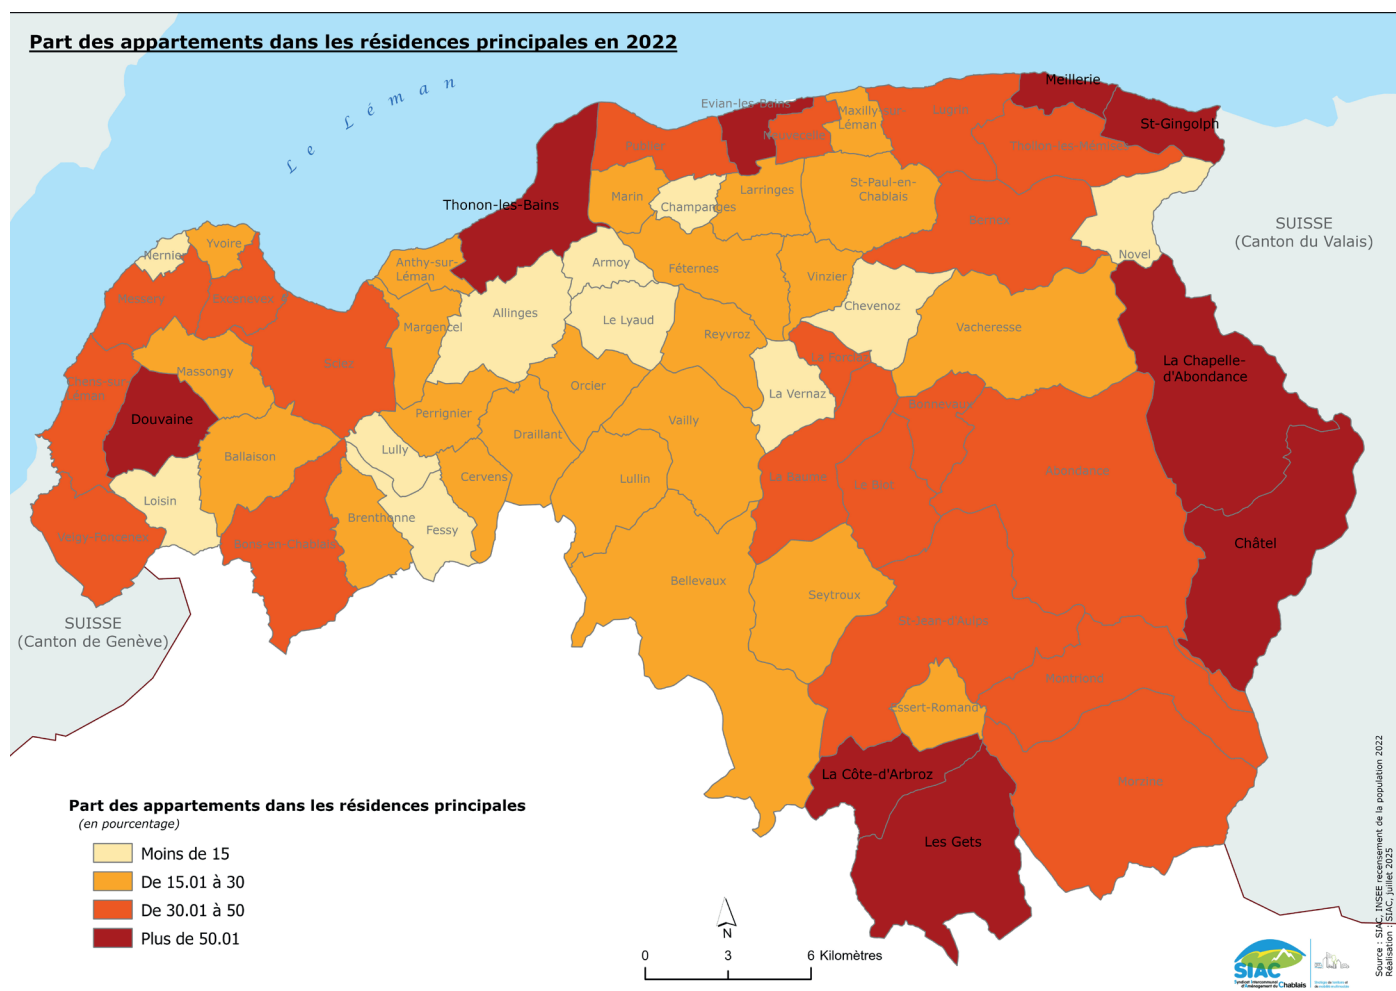 Part des appartements dans les résidences principales en 2022
Le Léman
Meillerie
Evian-les-Bains
Maxilly-sur-
Léman
Lugrin
St-Gingolph
Neuvecelle
Publier
Thollon-les-Mémises
Marin
Larringes
St-Paul-en-
Chablais
Champanges
Thonon-les-Bains
Bernex
SUISSE
(Canton du Valais)
Nernier
Yvoire
Novel
Anthy-sur-
Léman
Armoy
Féternes
Vinzier
Messery
Excenevex
Chevenoz
Allinges
Le Lyaud
Margencel
Reyvroz
Vacheresse
Sciez
La Forclaz
La Chapelle-
d'Abondance
Massongy
Chens-sur-
Léman
Orcier
La Vernaz
Bonnevaux
Douvaine
Perrignier
Vailly
Draillant
Lully
Ballaison
Cervens
Lullin
La Baume
Le Biot
Abondance
Loisin
Brenthonne
Fessy
Veigy-Foncenex
Bons-en-Chablais
Châtel
Bellevaux
Seytroux
SUISSE
(Canton de Genève)
St-Jean-d'Aulps
Montriond
Essert-Romand
La Côte-d'Arbroz
Morzine
Les Gets
Part des appartements dans les résidences principales
(en pourcentage)
Moins de 15
De 15.01 à 30
De 30.01 à 50
Plus de 50.01
N
0 3 6 Kilomètres
SIAC
Syndicat Intercommunal
d'Aménagement du Chablais
Source : SIAC, INSEE recensement de la population 2022
Réalisation : SIAC, juillet 2025